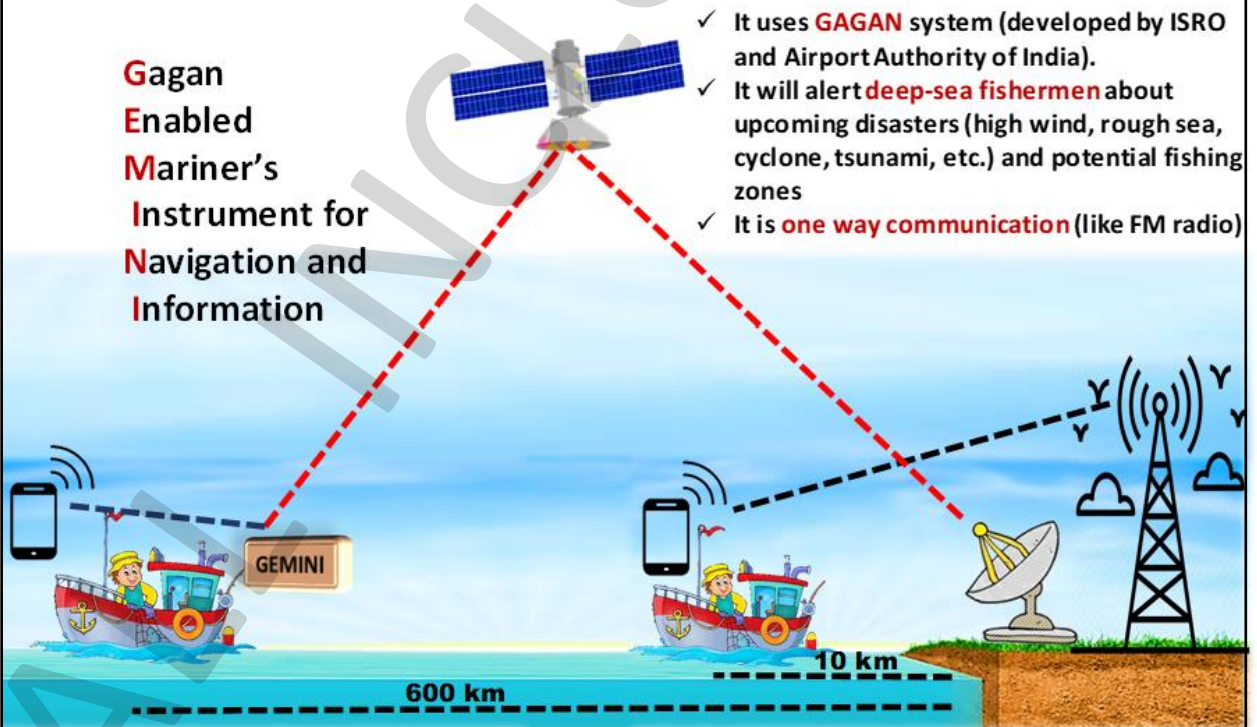 Gagan
Enabled
Mariner's
Instrument for
Navigation and
Information
✓ It uses GAGAN system (developed by ISRO
and Airport Authority of India).
✓ It will alert deep-sea fishermen about
upcoming disasters (high wind, rough sea,
cyclone, tsunami, etc.) and potential fishing
zones
✓ It is one way communication (like FM radio)
GEMINI
10 km
600 km